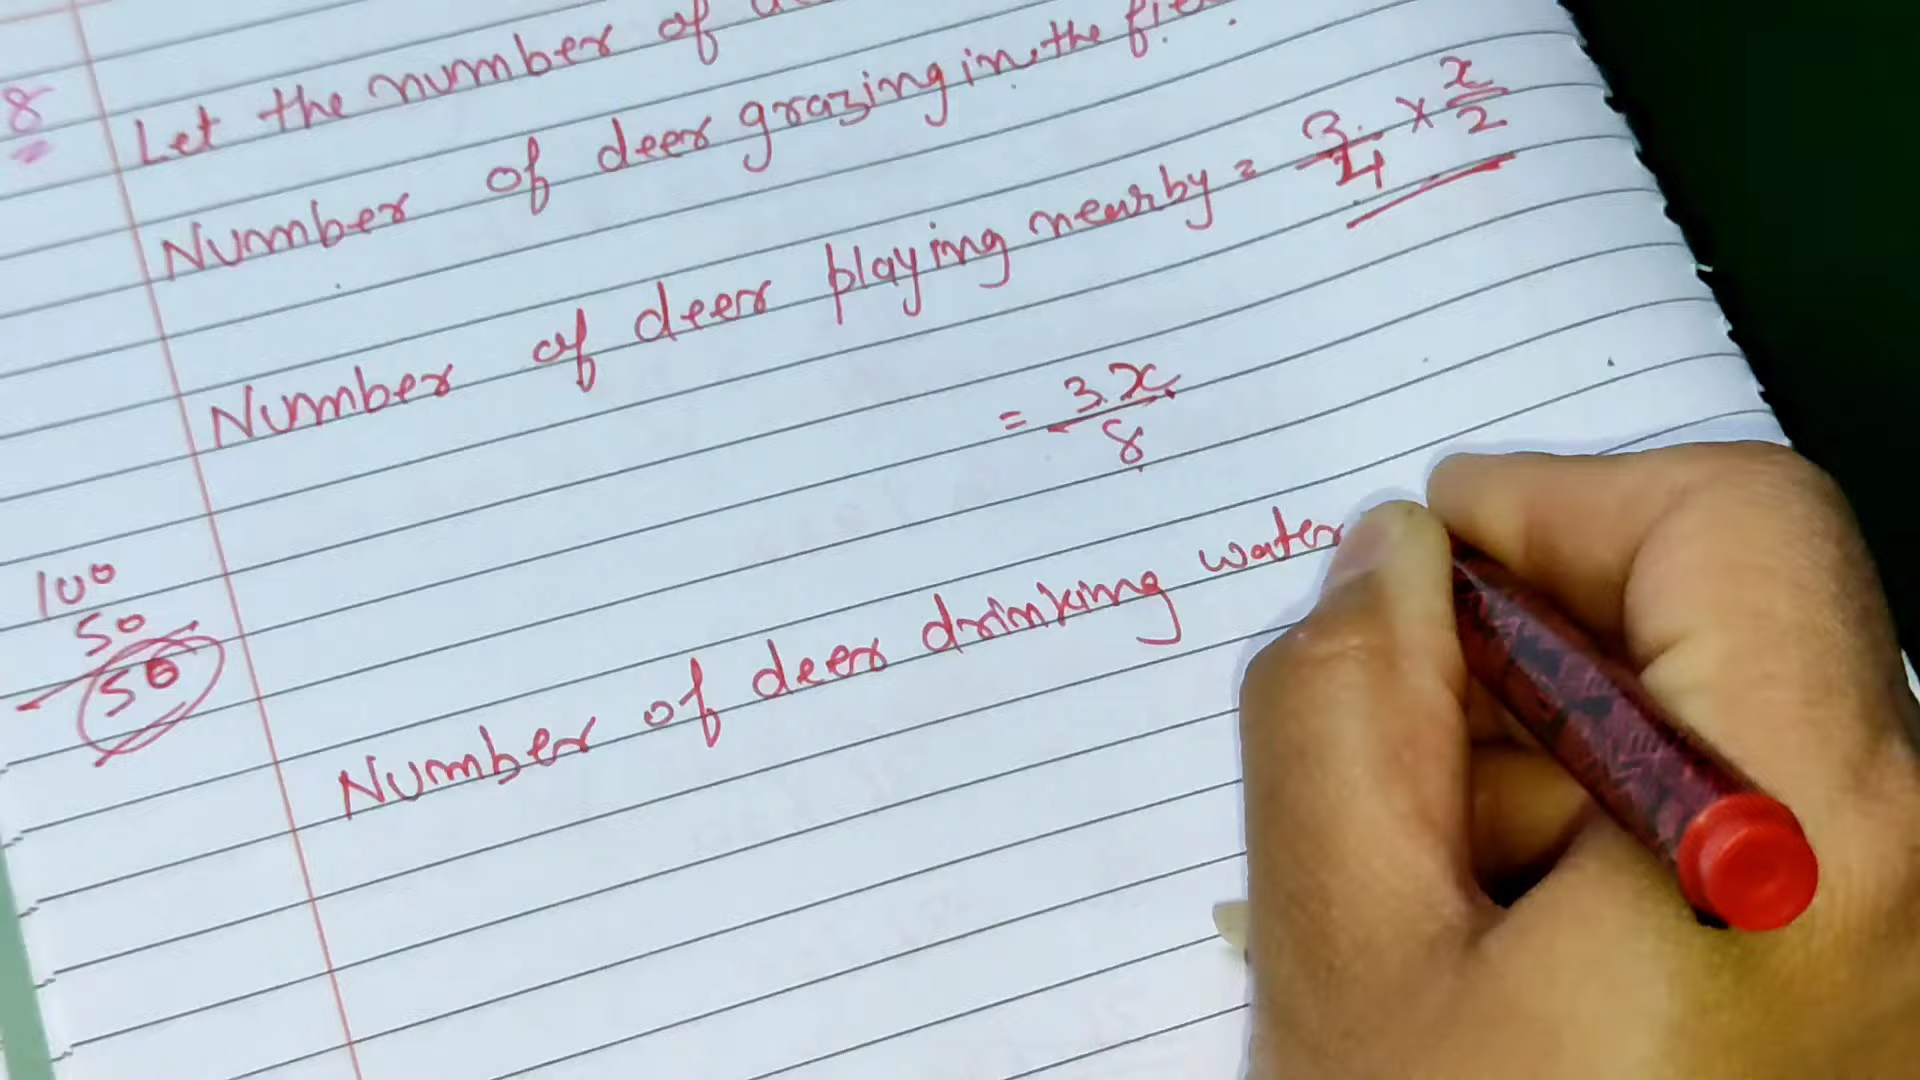 8
Let the number of
Number of deer grazing in the
Number of deer playing nearby = 3/4 × x/2
= 3x/8
100
50
50
Number of deer drinking water